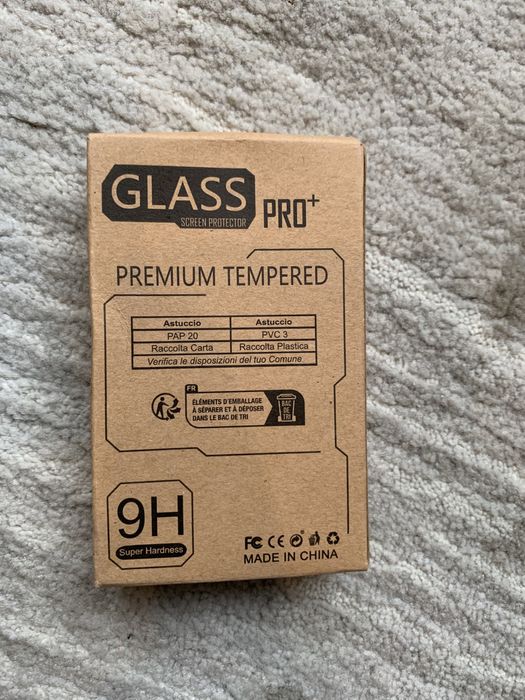 GLASS
SCREEN PROTECTOR
PRO+
PREMIUM TEMPERED
Astuccio Astuccio
PAP 20 PVC 3
Raccolta Carta Raccolta Plastica
Verifica le disposizioni del tuo Comune
FR
ÉLÉMENTS D'EMBALLAGE
À SÉPARER ET À DÉPOSER
DANS LE BAC DE TRI
BAC
DE
TRI
9H
Super Hardness
FC CE
MADE IN CHINA